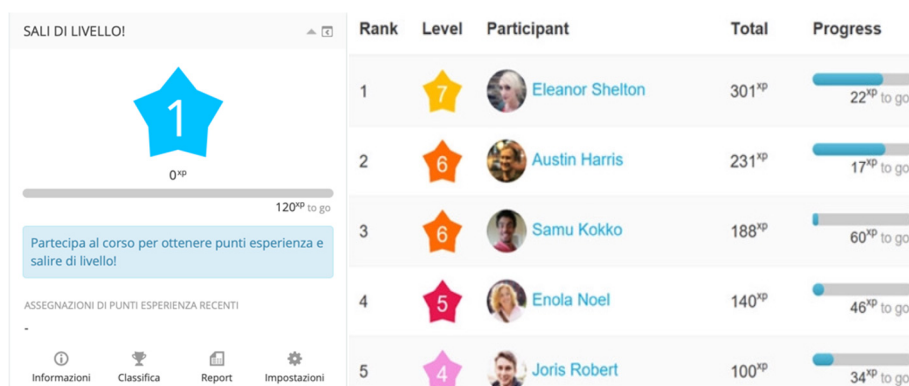 SALI DI LIVELLO!
1
0xp
120xp to go
Partecipa al corso per ottenere punti esperienza e
salire di livello!
ASSEGNAZIONI DI PUNTI ESPERIENZA RECENTI
-
Informazioni Classifica Report Impostazioni
Rank Level Participant Total Progress
1 7 Eleanor Shelton 301xp 22xp to go
2 6 Austin Harris 231xp 17xp to go
3 6 Samu Kokko 188xp 60xp to go
4 5 Enola Noel 140xp 46xp to go
5 4 Joris Robert 100xp 34xp to go